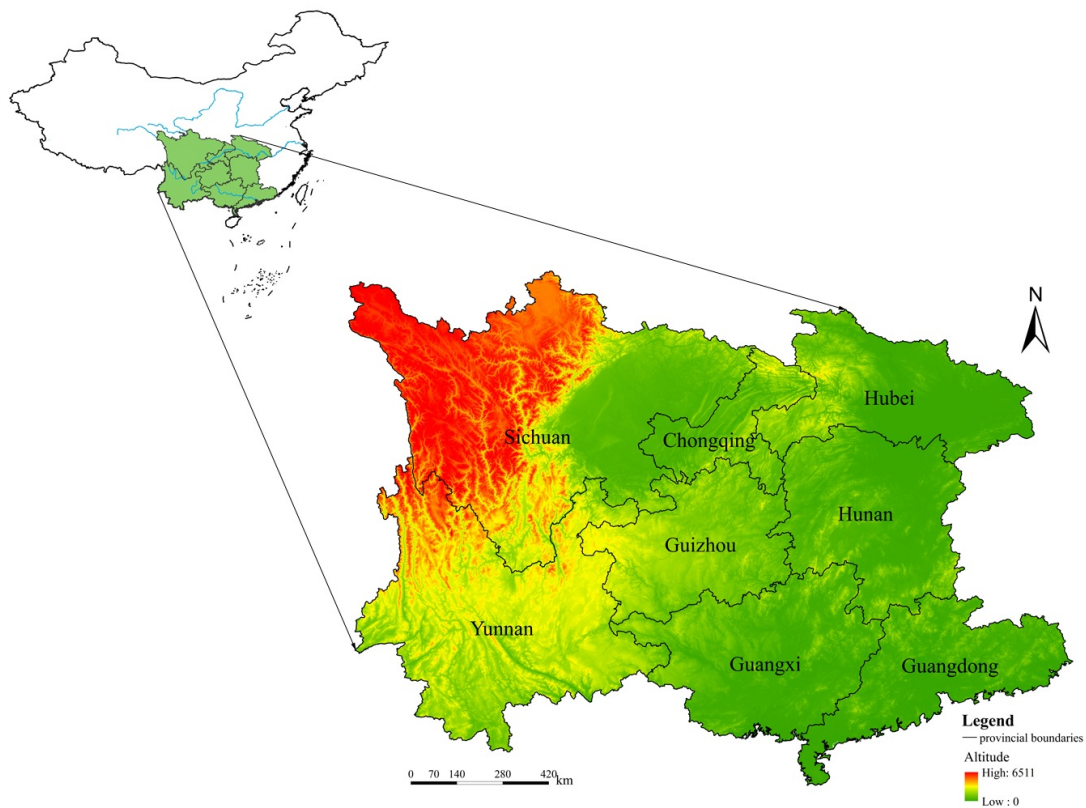 N
Hubei
Sichuan
Chongqing
Hunan
Guizhou
Yunnan
Guangxi
Guangdong
Legend
provincial boundaries
Altitude
High: 6511
Low : 0
0 70 140 280 420
km